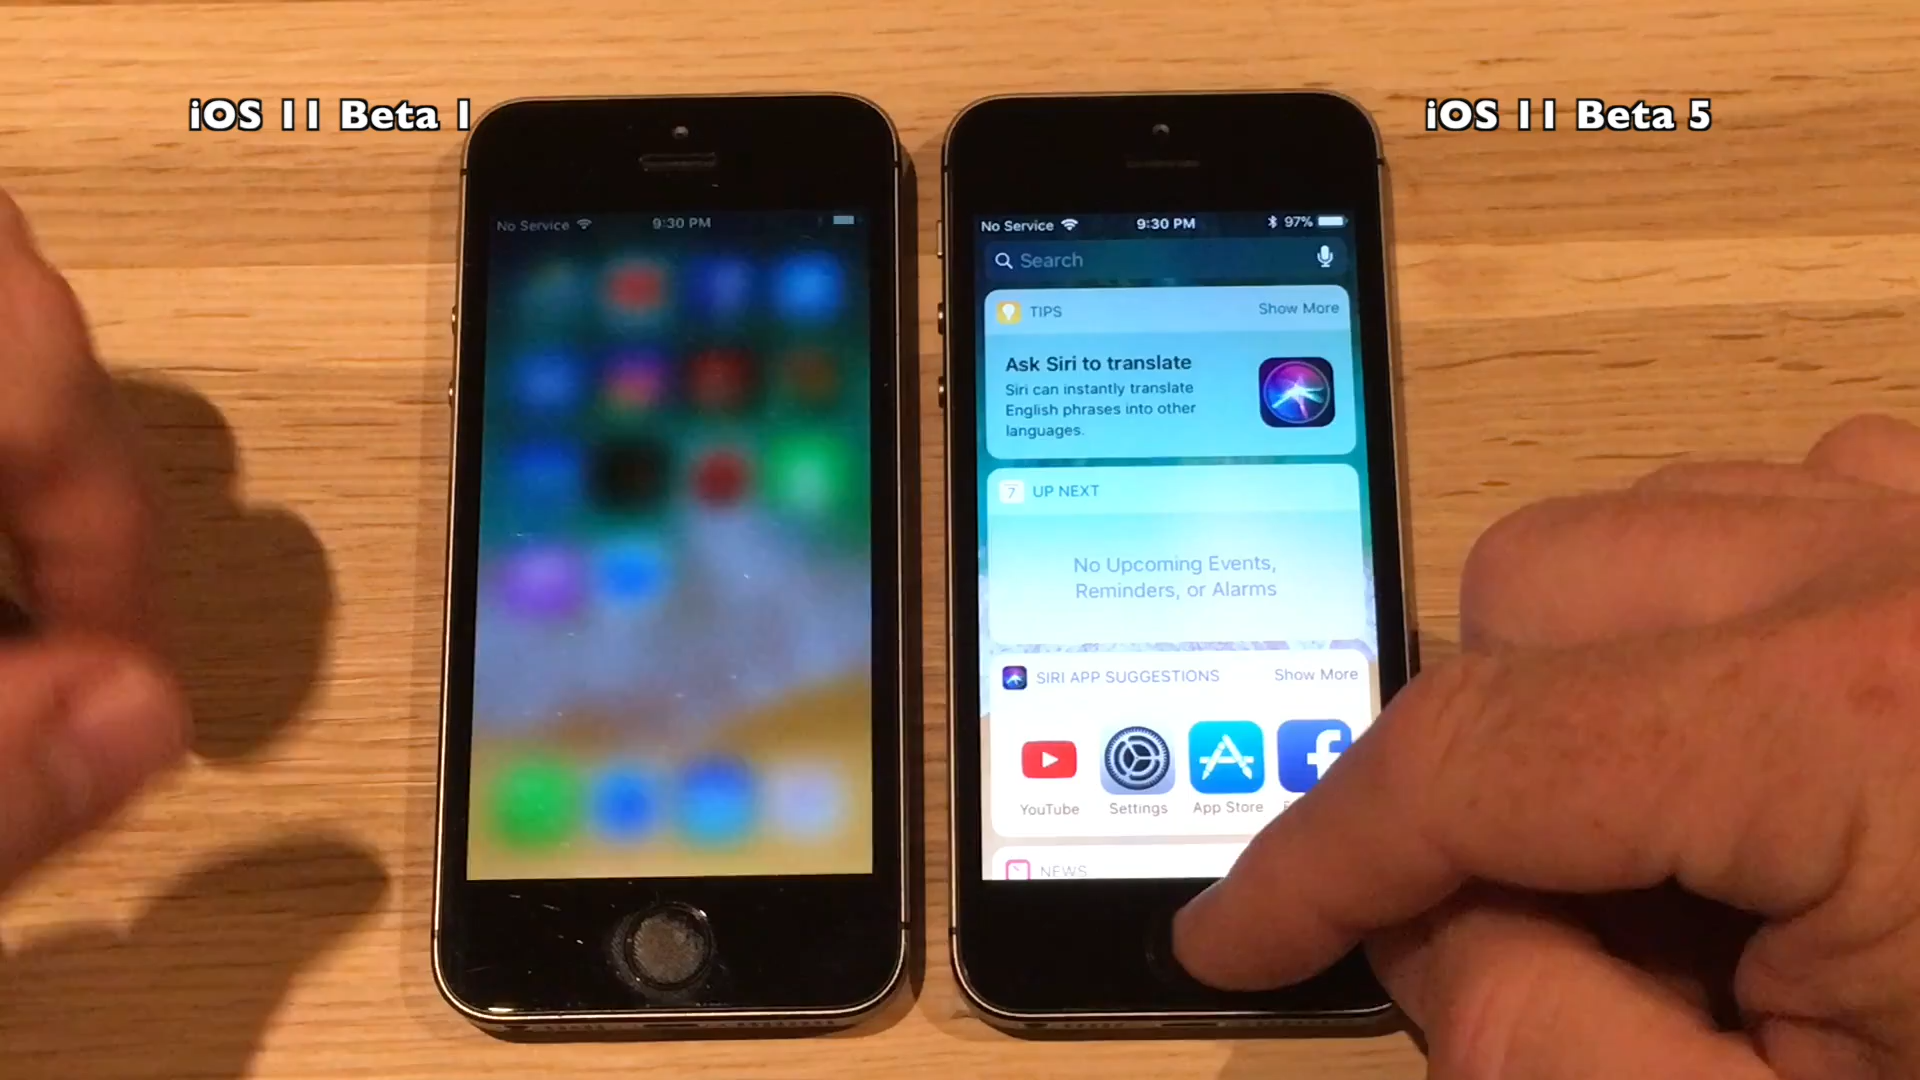 iOS 11 Beta 1
iOS 11 Beta 5
No Service
9:30 PM
No Service
9:30 PM
97%
Search
TIPS
Show More
Ask Siri to translate
Siri can instantly translate
English phrases into other
languages.
7
UP NEXT
No Upcoming Events,
Reminders, or Alarms
SIRI APP SUGGESTIONS
Show More
YouTube
Settings
App Store
NEWS